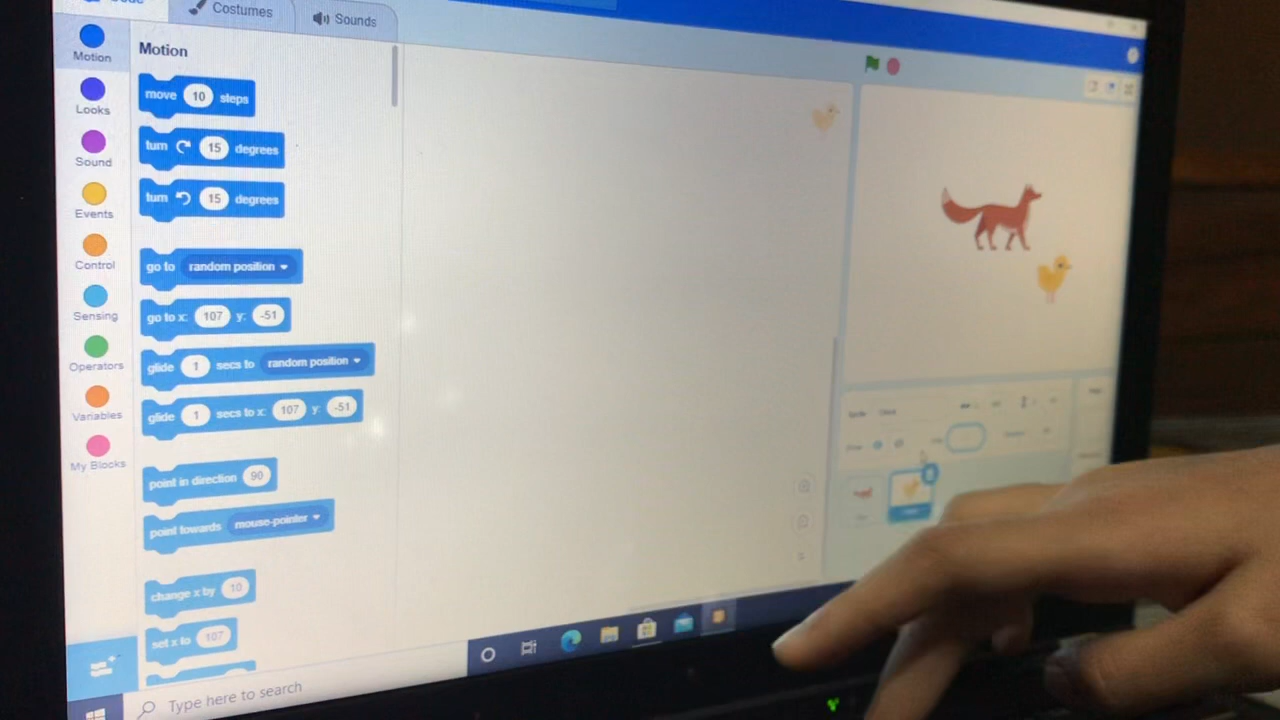 Code
Costumes
Sounds
Motion
Motion
move 10 steps
Looks
turn 15 degrees
Sound
turn 15 degrees
Events
go to random position
Control
go to x: 107 y: -51
Sensing
glide 1 secs to random position
Operators
glide 1 secs to x: 107 y: -51
Variables
My Blocks
point in direction 90
point towards mouse-pointer
change x by 10
set x to 107
Type here to search
Sprite